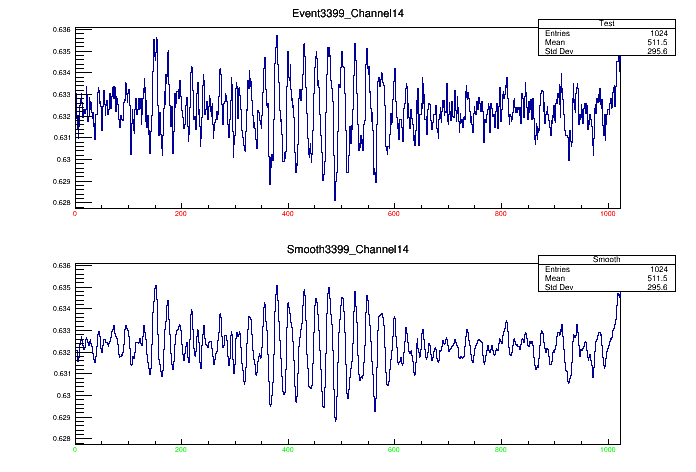 Event3399_Channel14
Test
Entries 1024
Mean 511.5
Std Dev 295.6
0.636
0.635
0.634
0.633
0.632
0.631
0.63
0.629
0.628
0 200 400 600 800 1000
Smooth3399_Channel14
Smooth
Entries 1024
Mean 511.5
Std Dev 295.6
0.636
0.635
0.634
0.633
0.632
0.631
0.63
0.629
0.628
0 200 400 600 800 1000